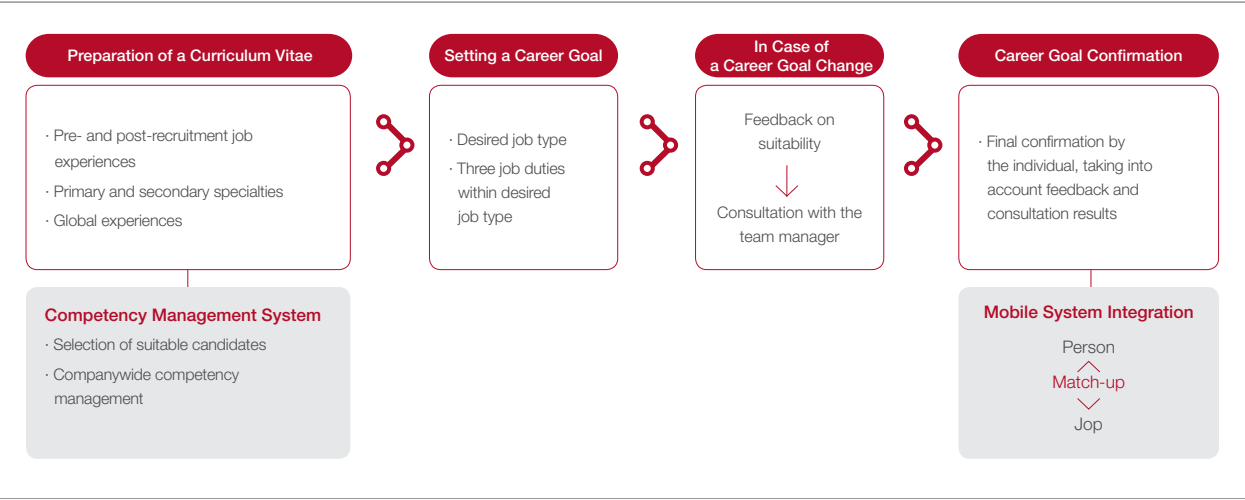 Preparation of a Curriculum Vitae
· Pre- and post-recruitment job
experiences
· Primary and secondary specialties
· Global experiences
Competency Management System
· Selection of suitable candidates
· Companywide competency
management
Setting a Career Goal
· Desired job type
· Three job duties
within desired
job type
In Case of
a Career Goal Change
Feedback on
suitability
Consultation with the
team manager
Career Goal Confirmation
· Final confirmation by
the individual, taking into
account feedback and
consultation results
Mobile System Integration
Person
Match-up
Jop